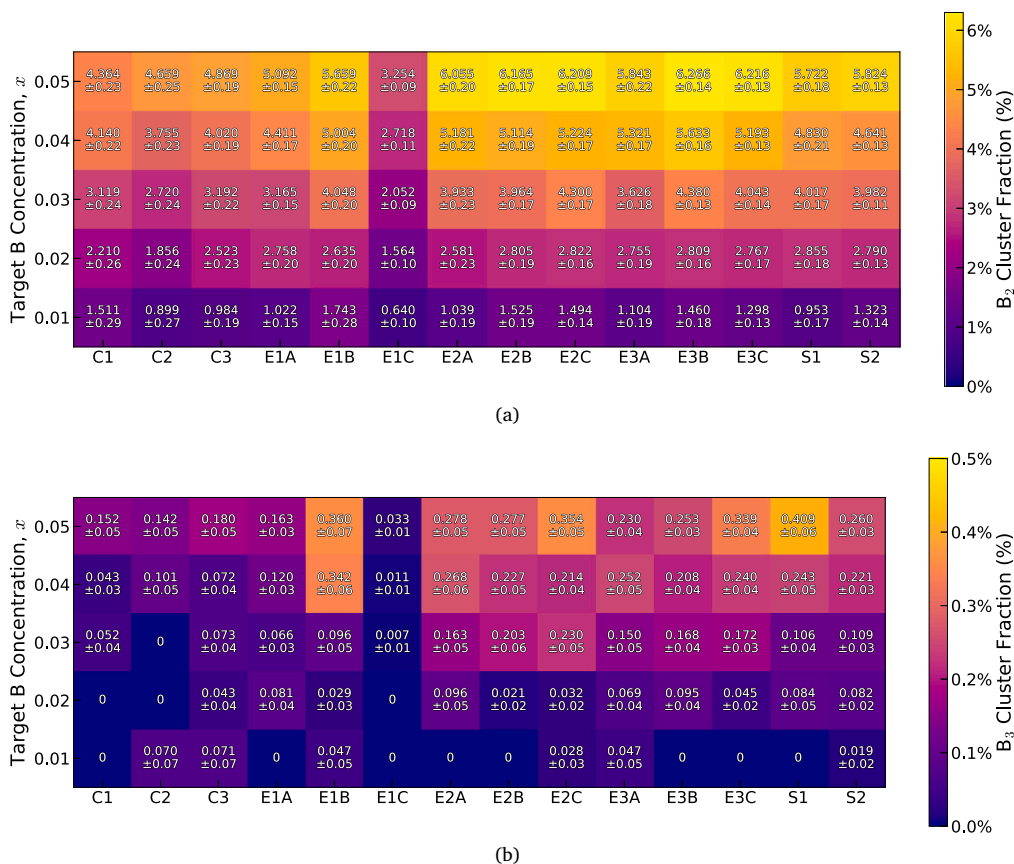 B2 Cluster Fraction (%)
6%
5%
4%
3%
2%
1%
0%
Target B Concentration, x
0.05
4.364 4.659 4.869 5.092 5.659 3.254 6.055 6.165 6.209 5.843 6.266 6.216 5.722 5.824
±0.23 ±0.25 ±0.19 ±0.15 ±0.22 ±0.09 ±0.20 ±0.17 ±0.15 ±0.22 ±0.14 ±0.13 ±0.18 ±0.13
0.04
4.140 3.755 4.020 4.411 5.004 2.718 5.181 5.114 5.224 5.321 5.633 5.193 4.830 4.641
±0.22 ±0.23 ±0.19 ±0.17 ±0.20 ±0.11 ±0.22 ±0.19 ±0.17 ±0.17 ±0.16 ±0.17 ±0.21 ±0.13
0.03
3.119 2.720 3.192 3.165 4.048 2.052 3.933 3.964 4.300 3.626 4.380 4.043 4.017 3.982
±0.24 ±0.24 ±0.22 ±0.15 ±0.20 ±0.09 ±0.23 ±0.17 ±0.17 ±0.18 ±0.13 ±0.14 ±0.17 ±0.11
0.02
2.210 1.856 2.523 2.758 2.635 1.564 2.581 2.805 2.822 2.755 2.809 2.767 2.855 2.790
±0.26 ±0.24 ±0.23 ±0.20 ±0.20 ±0.10 ±0.23 ±0.19 ±0.16 ±0.19 ±0.16 ±0.17 ±0.18 ±0.13
0.01
1.511 0.899 0.984 1.022 1.743 0.640 1.039 1.525 1.494 1.104 1.460 1.298 0.953 1.323
±0.29 ±0.27 ±0.19 ±0.15 ±0.28 ±0.10 ±0.19 ±0.19 ±0.14 ±0.19 ±0.18 ±0.13 ±0.17 ±0.14
C1 C2 C3 E1A E1B E1C E2A E2B E2C E3A E3B E3C S1 S2
(a)
B3 Cluster Fraction (%)
0.5%
0.4%
0.3%
0.2%
0.1%
0.0%
Target B Concentration, x
0.05
0.152 0.142 0.180 0.163 0.360 0.033 0.278 0.277 0.354 0.230 0.253 0.339 0.409 0.260
±0.05 ±0.05 ±0.05 ±0.03 ±0.07 ±0.01 ±0.05 ±0.05 ±0.05 ±0.04 ±0.03 ±0.04 ±0.06 ±0.03
0.04
0.043 0.101 0.072 0.120 0.342 0.011 0.268 0.227 0.214 0.252 0.208 0.240 0.243 0.221
±0.03 ±0.05 ±0.04 ±0.03 ±0.06 ±0.01 ±0.06 ±0.05 ±0.04 ±0.05 ±0.04 ±0.04 ±0.05 ±0.03
0.03
0.052 0 0.073 0.066 0.096 0.007 0.163 0.203 0.230 0.150 0.168 0.172 0.106 0.109
±0.04 ±0.04 ±0.03 ±0.05 ±0.01 ±0.05 ±0.06 ±0.05 ±0.05 ±0.04 ±0.03 ±0.04 ±0.03
0.02
0 0 0.043 0.081 0.029 0 0.096 0.021 0.032 0.069 0.095 0.045 0.084 0.082
±0.04 ±0.04 ±0.03 ±0.05 ±0.02 ±0.02 ±0.04 ±0.04 ±0.02 ±0.05 ±0.02
0.01
0 0.070 0.071 0 0.047 0 0 0 0.028 0.047 0 0 0 0.019
±0.07 ±0.07 ±0.05 ±0.03 ±0.05 ±0.02
C1 C2 C3 E1A E1B E1C E2A E2B E2C E3A E3B E3C S1 S2
(b)